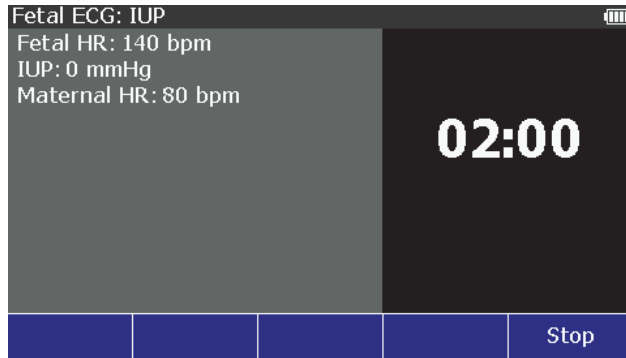 Fetal ECG: IUP
Fetal HR: 140 bpm
IUP: 0 mmHg
Maternal HR: 80 bpm
02:00
Stop